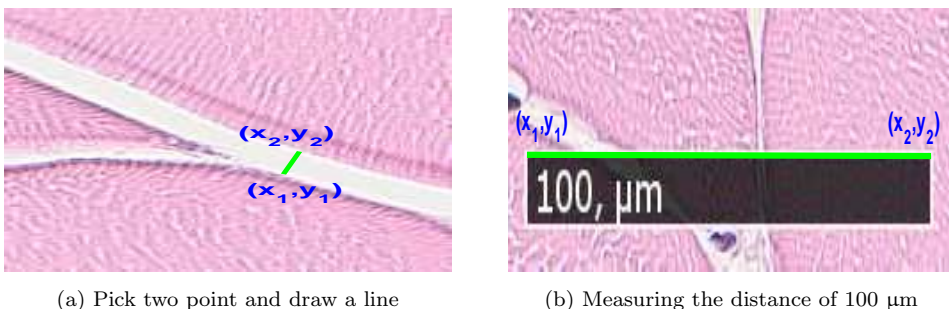 (x₂,y₂)
(x₁,y₁)
(x₁,y₁)
(x₂,y₂)
100, µm
(a) Pick two point and draw a line
(b) Measuring the distance of 100 µm